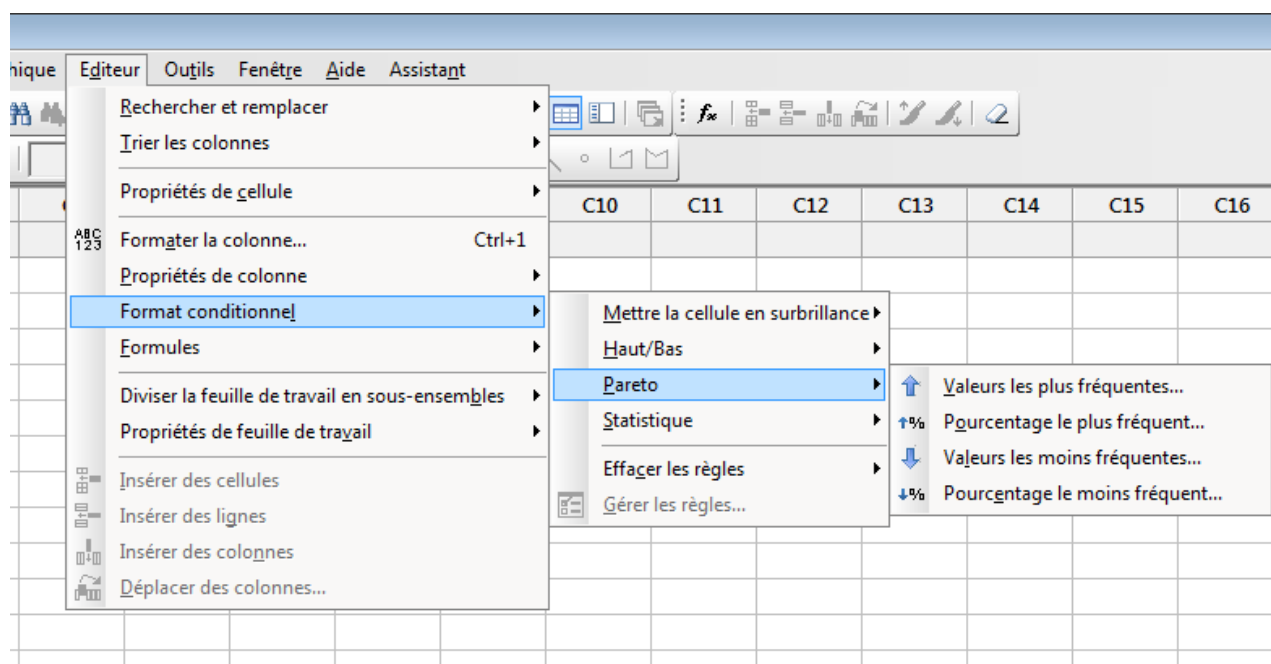 Editeur Outils Fenêtre Aide Assistant
Rechercher et remplacer
Trier les colonnes
Propriétés de cellule
C10 C11 C12 C13 C14 C15 C16
ABC
123
Formater la colonne... Ctrl+1
Propriétés de colonne
Format conditionnel
Formules
Diviser la feuille de travail en sous-ensembles
Propriétés de feuille de travail
Insérer des cellules
Insérer des lignes
Insérer des colonnes
Déplacer des colonnes...
Mettre la cellule en surbrillance
Haut/Bas
Pareto
Statistique
Effacer les règles
Gérer les règles...
Valeurs les plus fréquentes...
Pourcentage le plus fréquent...
Valeurs les moins fréquentes...
Pourcentage le moins fréquent...